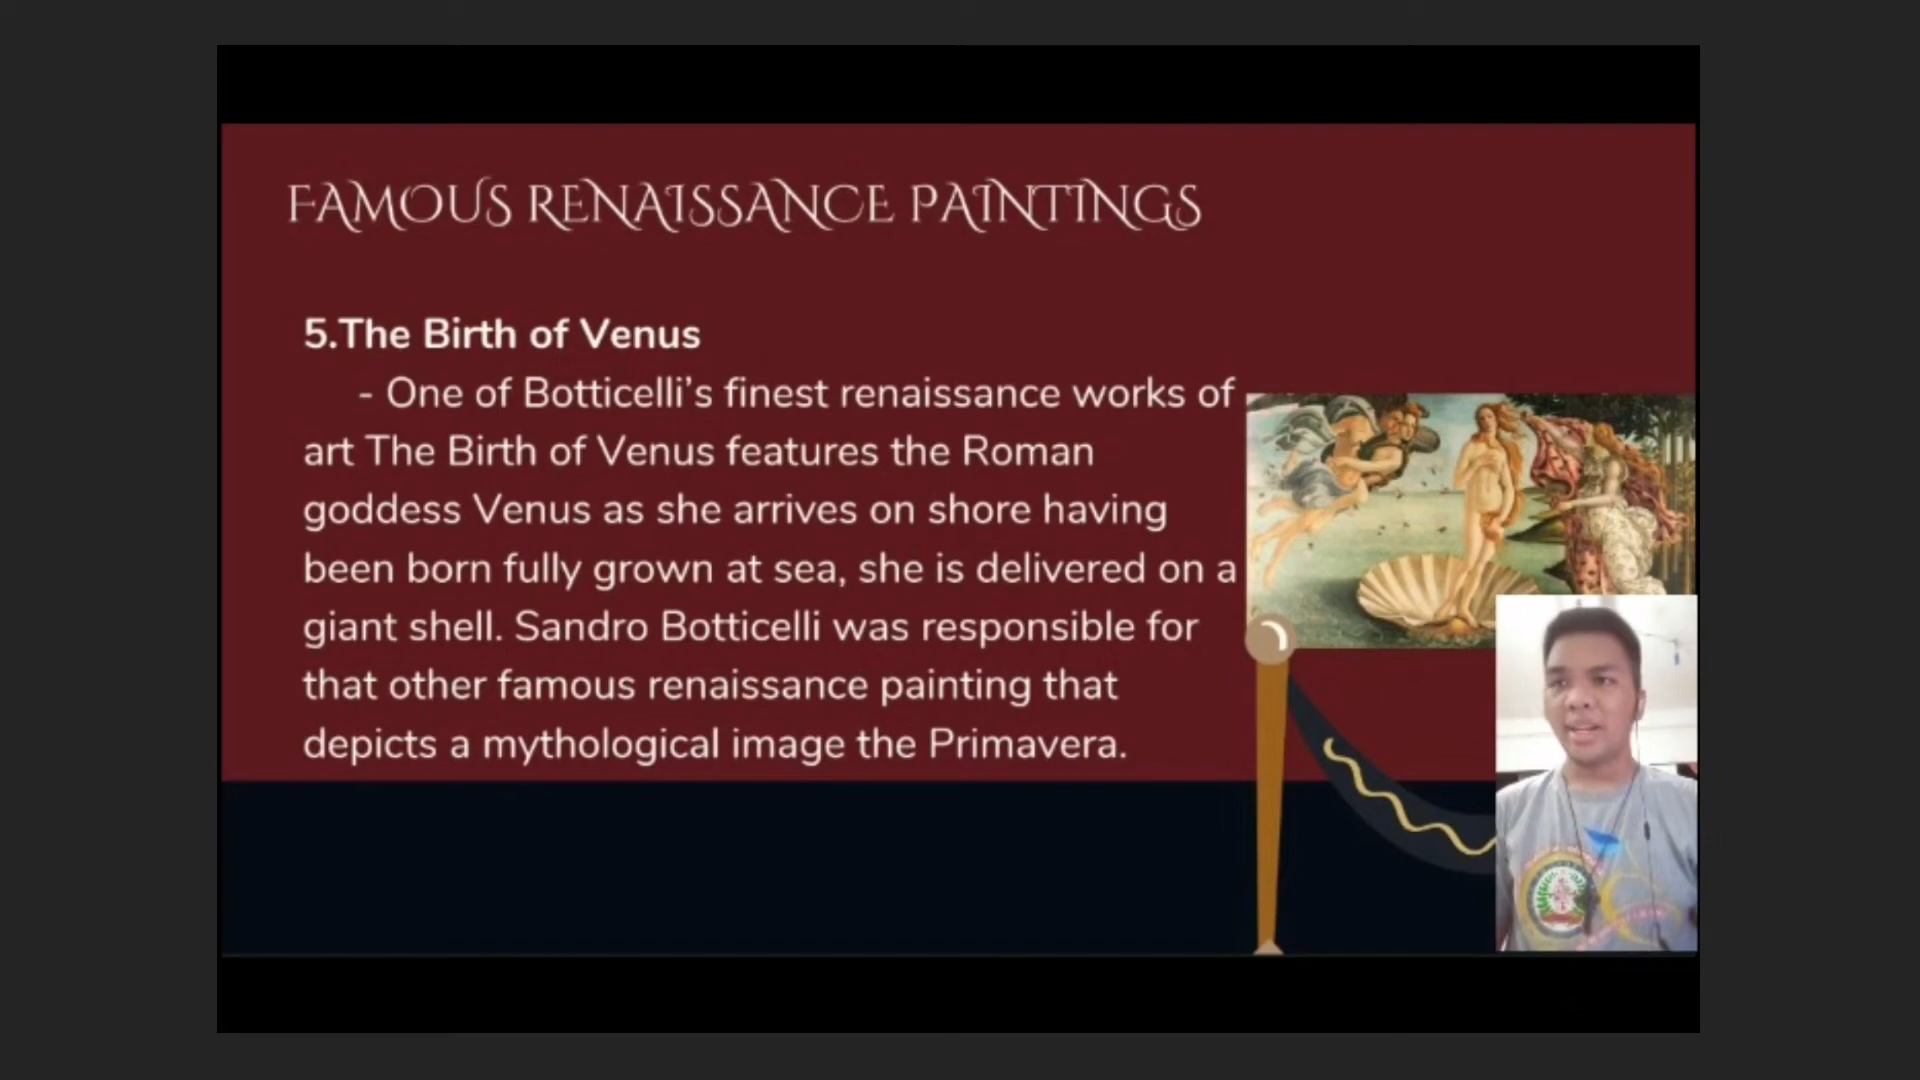 FAMOUS RENAISSANCE PAINTINGS
5.The Birth of Venus
- One of Botticelli's finest renaissance works of
art The Birth of Venus features the Roman
goddess Venus as she arrives on shore having
been born fully grown at sea, she is delivered on a
giant shell. Sandro Botticelli was responsible for
that other famous renaissance painting that
depicts a mythological image the Primavera.